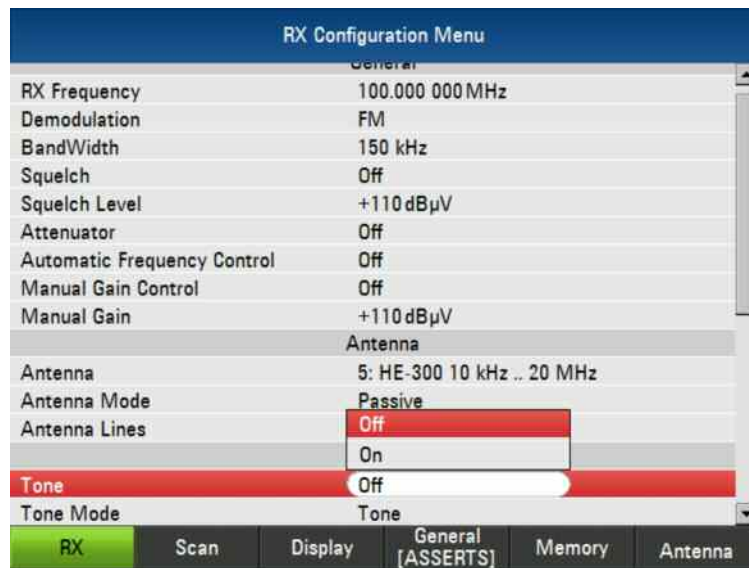 RX Configuration Menu
General
RX Frequency 100.000 000 MHz
Demodulation FM
BandWidth 150 kHz
Squelch Off
Squelch Level +110 dBµV
Attenuator Off
Automatic Frequency Control Off
Manual Gain Control Off
Manual Gain +110 dBµV
Antenna
Antenna 5: HE-300 10 kHz .. 20 MHz
Antenna Mode Passive
Antenna Lines Off
On
Tone Off
Tone Mode Tone
RX Scan Display General [ASSERTS] Memory Antenna